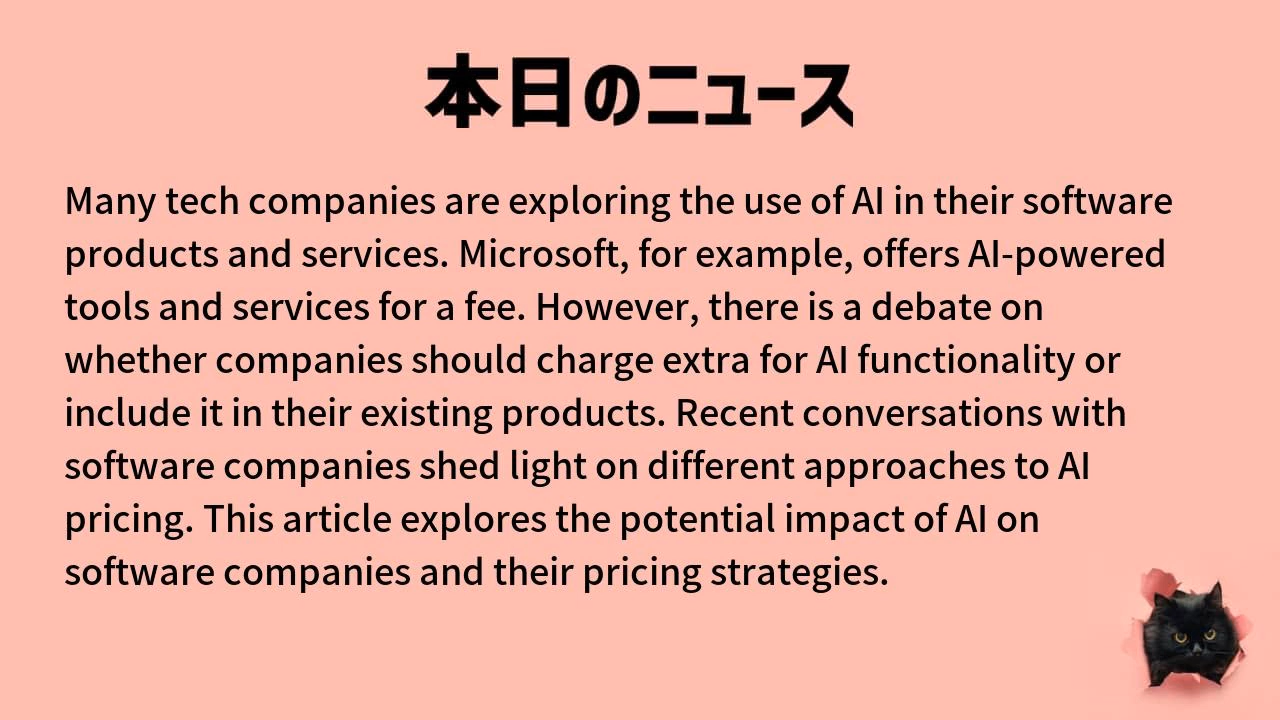 本日のニュース
Many tech companies are exploring the use of AI in their software
products and services. Microsoft, for example, offers AI-powered
tools and services for a fee. However, there is a debate on
whether companies should charge extra for AI functionality or
include it in their existing products. Recent conversations with
software companies shed light on different approaches to AI
pricing. This article explores the potential impact of AI on
software companies and their pricing strategies.